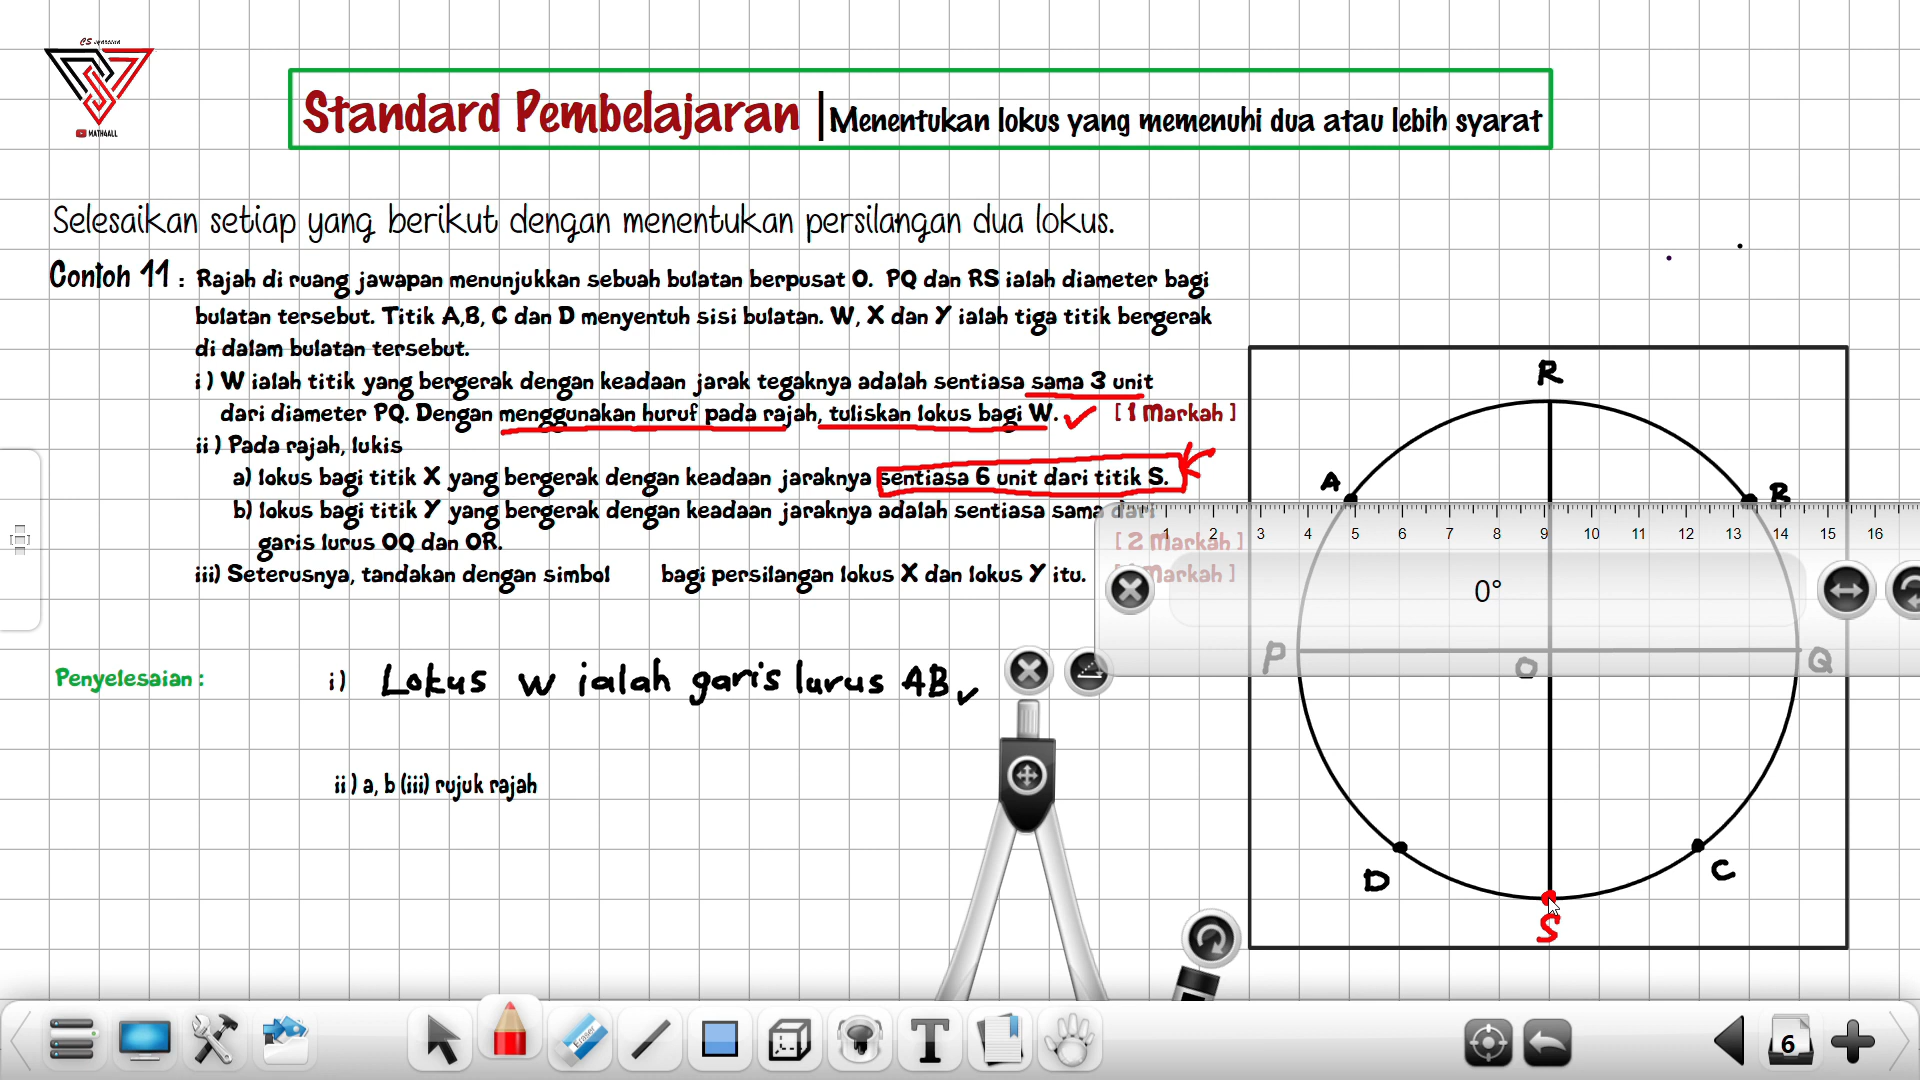 CS
MATH4ALL
Standard Pembelajaran | Menentukan lokus yang memenuhi dua atau lebih syarat
Selesaikan setiap yang berikut dengan menentukan persilangan dua lokus.
Contoh 11 : Rajah di ruang jawapan menunjukkan sebuah bulatan berpusat O. PQ dan RS ialah diameter bagi
bulatan tersebut. Titik A,B, C dan D menyentuh sisi bulatan. W, X dan Y ialah tiga titik bergerak
di dalam bulatan tersebut.
i ) W ialah titik yang bergerak dengan keadaan jarak tegaknya adalah sentiasa sama 3 unit
dari diameter PQ. Dengan menggunakan huruf pada rajah, tuliskan lokus bagi W. [ 1 Markah ]
ii ) Pada rajah, lukis
a) lokus bagi titik X yang bergerak dengan keadaan jaraknya sentiasa 6 unit dari titik S.
b) lokus bagi titik Y yang bergerak dengan keadaan jaraknya adalah sentiasa sama dari
garis lurus OQ dan OR. [ 2 Markah ]
iii) Seterusnya, tandakan dengan simbol bagi persilangan lokus X dan lokus Y itu. Markah ]
Penyelesaian : i ) Lokus W ialah garis lurus AB
ii ) a, b (iii) rujuk rajah
R
A
B
1 2 3 4 5 6 7 8 9 10 11 12 13 14 15 16
0°
P
O
Q
D
C
S
Eraser
T
6